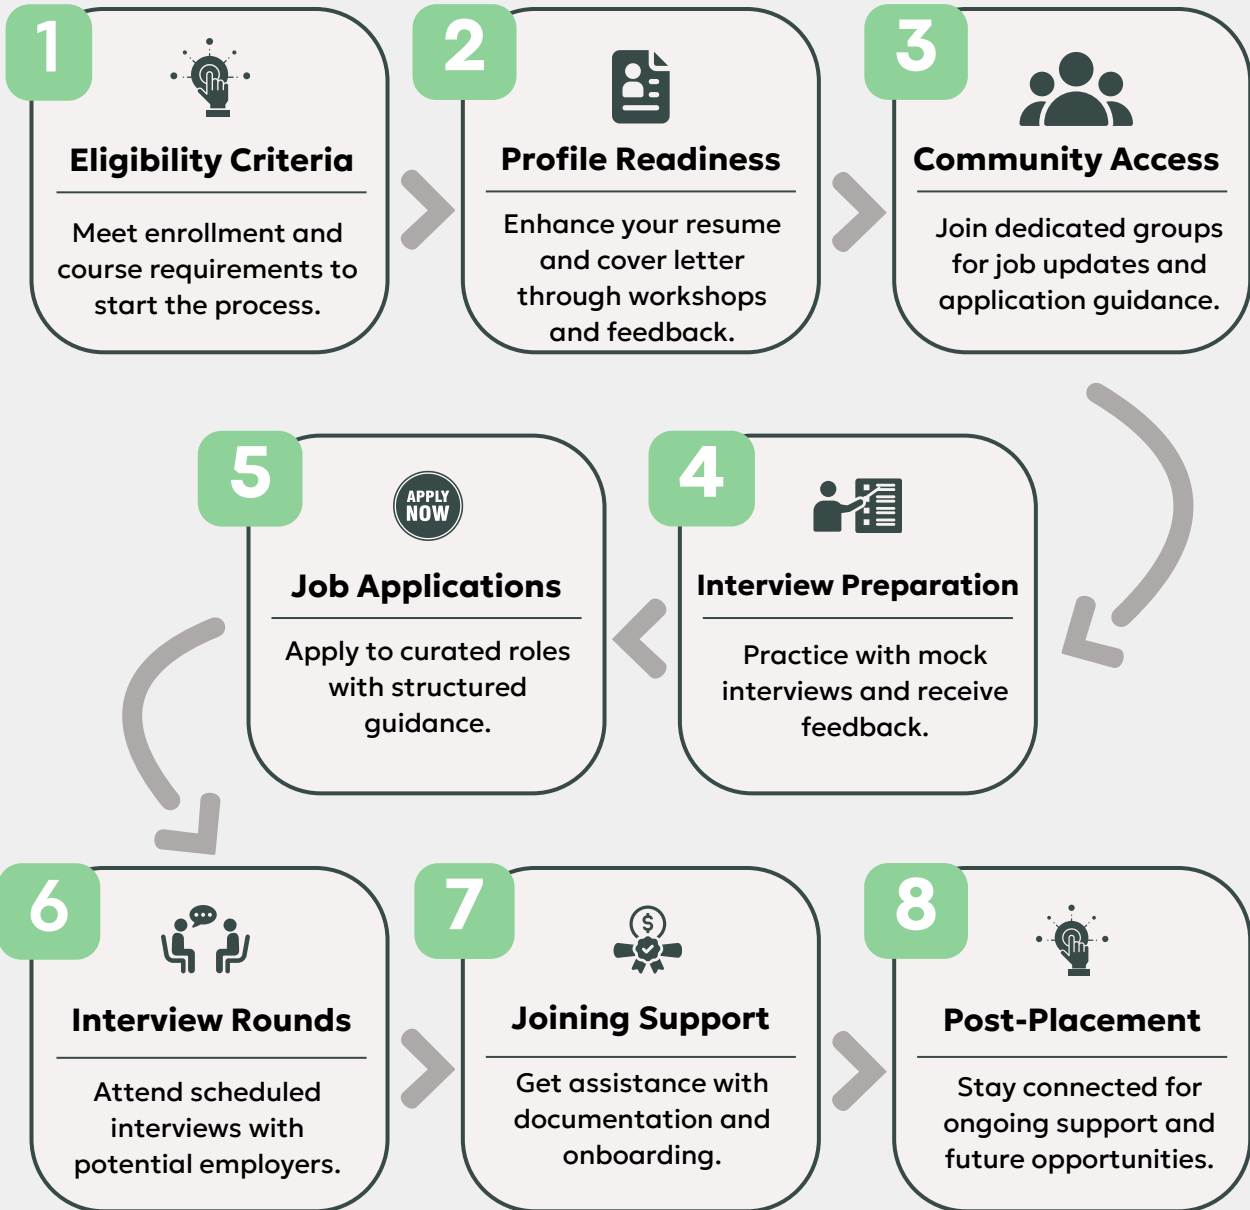 1
Eligibility Criteria
Meet enrollment and
course requirements to
start the process.
2
Profile Readiness
Enhance your resume
and cover letter
through workshops
and feedback.
3
Community Access
Join dedicated groups
for job updates and
application guidance.
4
Interview Preparation
Practice with mock
interviews and receive
feedback.
5
APPLY
NOW
Job Applications
Apply to curated roles
with structured
guidance.
6
Interview Rounds
Attend scheduled
interviews with
potential employers.
7
$
Joining Support
Get assistance with
documentation and
onboarding.
8
Post-Placement
Stay connected for
ongoing support and
future opportunities.